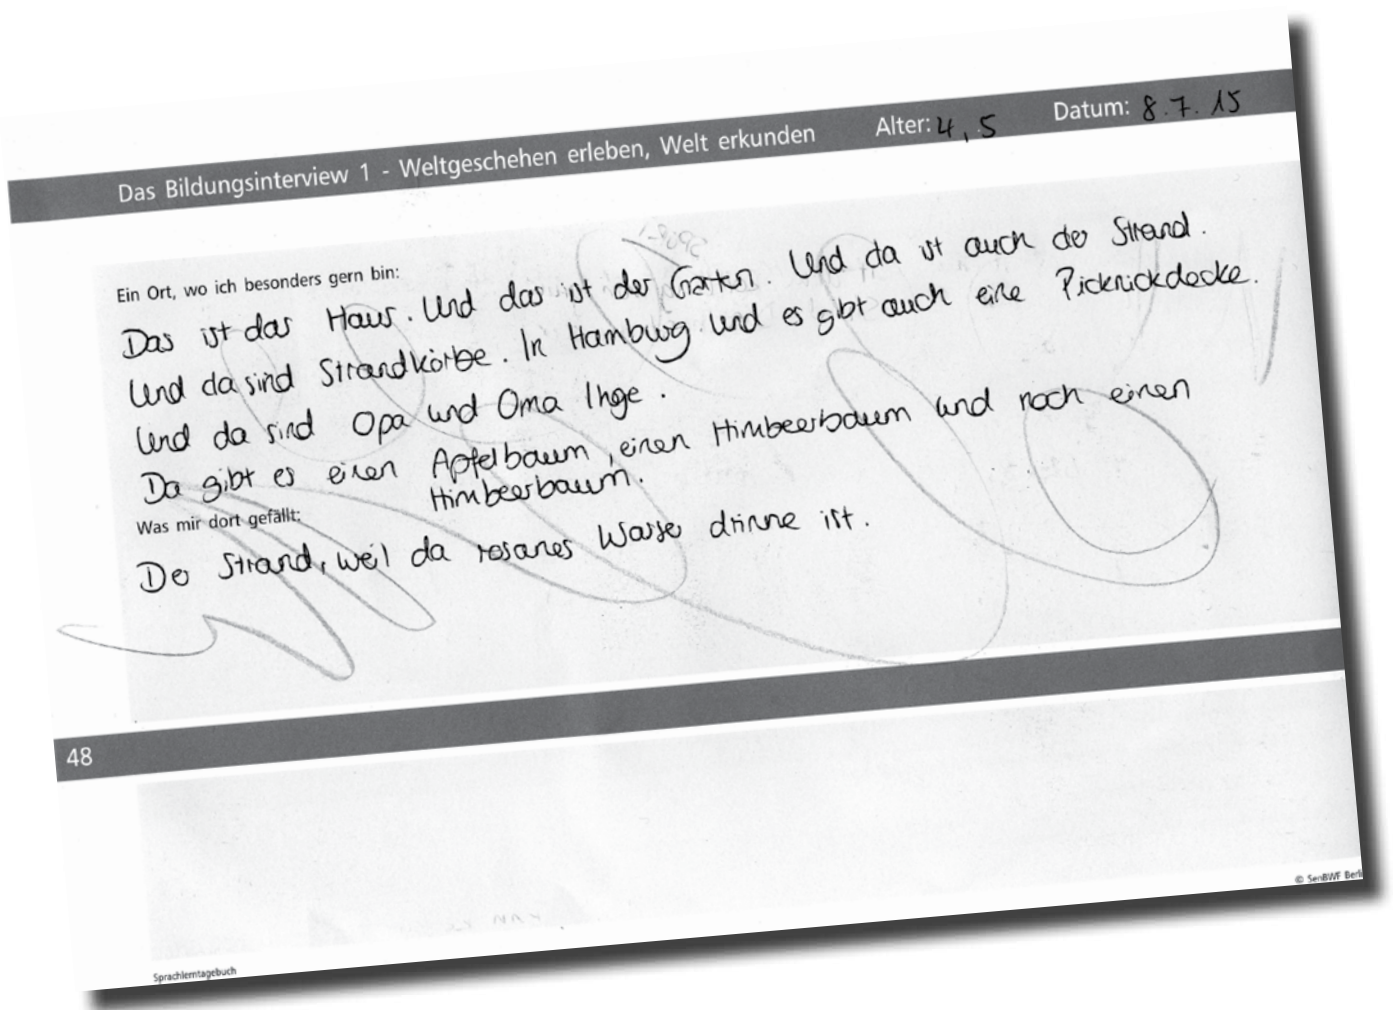 Das Bildungsinterview 1 - Weltgeschehen erleben, Welt erkunden Alter: 4,5 Datum: 8.7.15
Ein Ort, wo ich besonders gern bin:
Das ist das Haus. Und das ist der Garten. Und da ist auch der Strand.
Und da sind Strandkörbe. In Hamburg und es gibt auch eine Picknickdecke.
Und da sind Opa und Oma Inge.
Da gibt es einen Apfelbaum, einen Himbeerbaum und noch einen
Himbeerbaum.
Was mir dort gefällt:
Der Strand, weil da rosanes Wasser drinne ist.
48
© SenBWF Berli
Sprachlerntagebuch